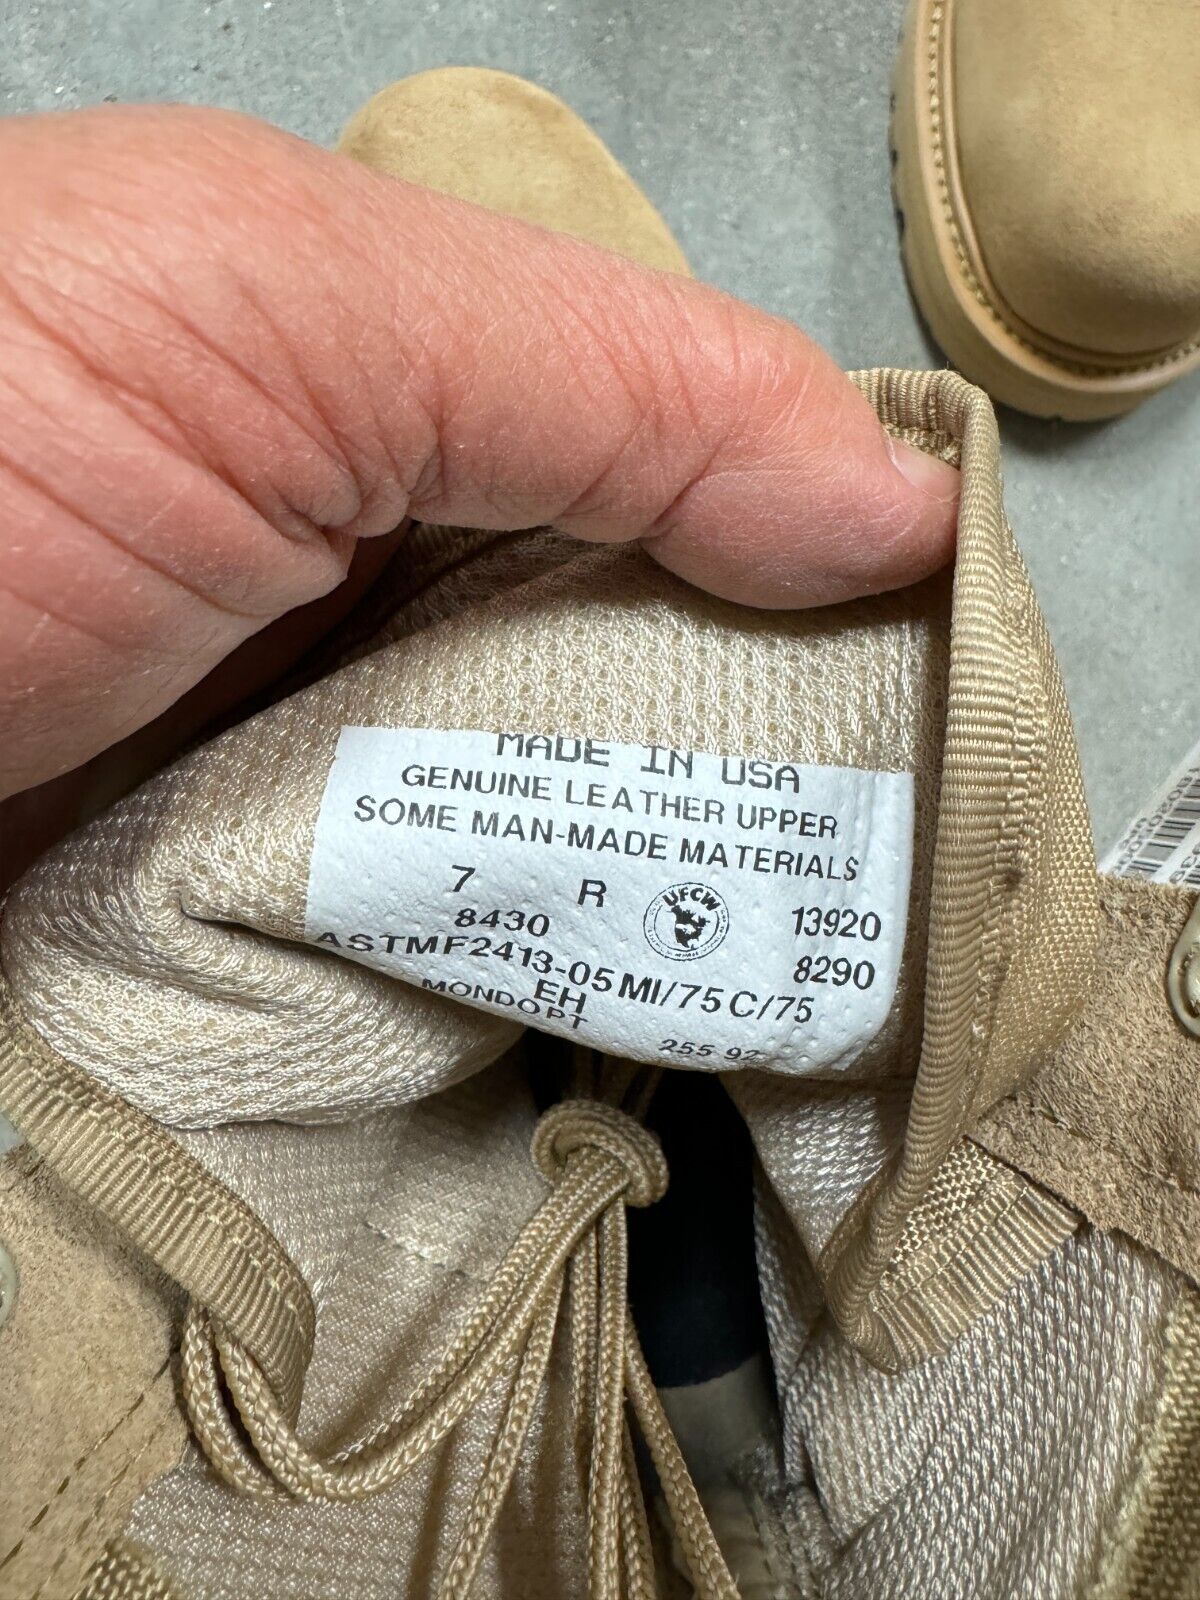 MADE IN USA
GENUINE LEATHER UPPER
SOME MAN-MADE MATERIALS
7 R UFCW 13920
8430 8290
ASTMF2413-05 MI/75 C/75
EH
MONDOPT 255 92